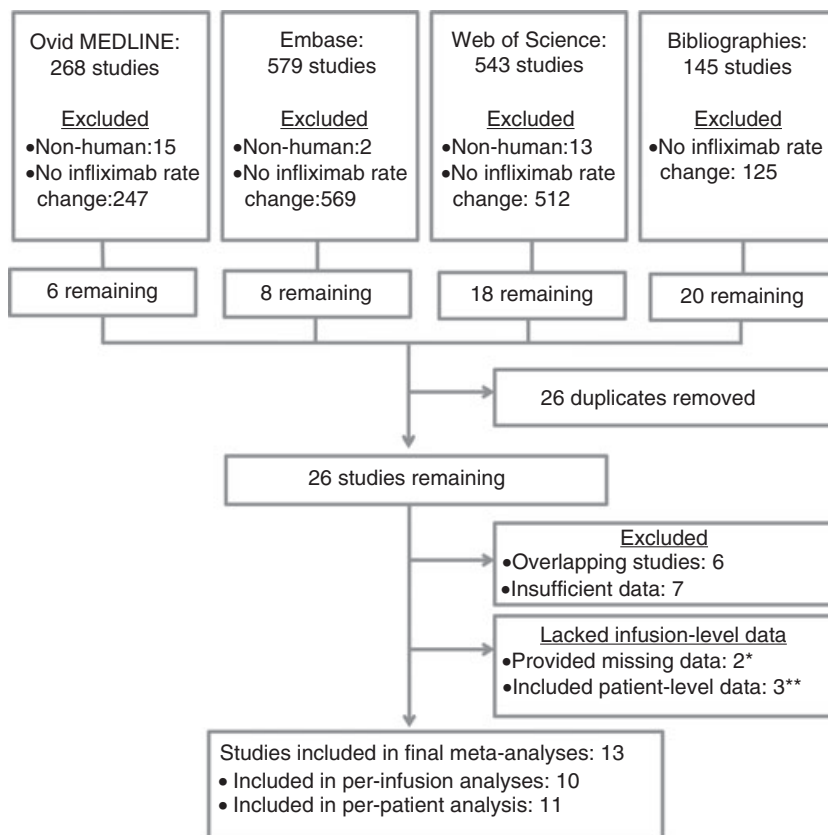 Ovid MEDLINE:
268 studies
Excluded
•Non-human:15
•No infliximab rate
change:247
Embase:
579 studies
Excluded
•Non-human:2
•No infliximab rate
change:569
Web of Science:
543 studies
Excluded
•Non-human:13
•No infliximab rate
change: 512
Bibliographies:
145 studies
Excluded
•No infliximab rate
change: 125
6 remaining
8 remaining
18 remaining
20 remaining
26 duplicates removed
26 studies remaining
Excluded
•Overlapping studies: 6
•Insufficient data: 7
Lacked infusion-level data
•Provided missing data: 2*
•Included patient-level data: 3**
Studies included in final meta-analyses: 13
• Included in per-infusion analyses: 10
• Included in per-patient analysis: 11